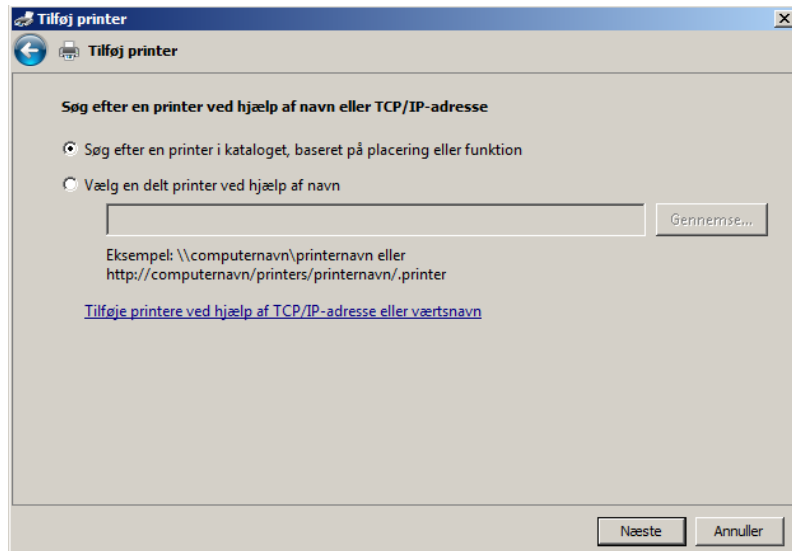 Tilføj printer
Tilføj printer
Søg efter en printer ved hjælp af navn eller TCP/IP-adresse
Søg efter en printer i kataloget, baseret på placering eller funktion
Vælg en delt printer ved hjælp af navn
Gennemse...
Eksempel: \\computernavn\printernavn eller
http://computernavn/printers/printernavn/.printer
Tilføje printere ved hjælp af TCP/IP-adresse eller værtsnavn
Næste
Annuller